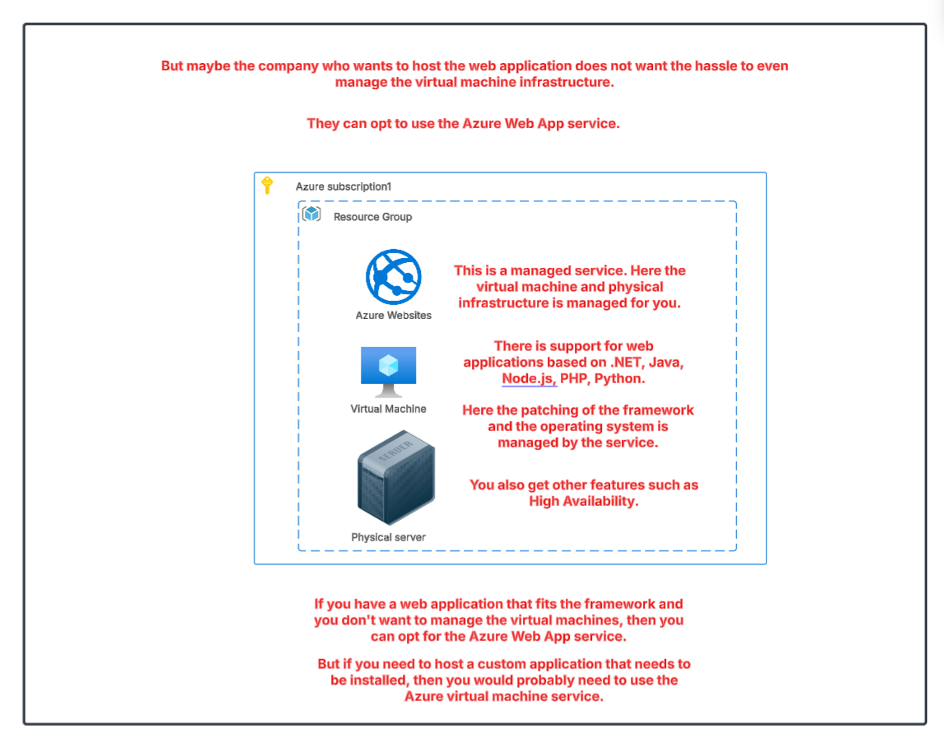 But maybe the company who wants to host the web application does not want the hassle to even
manage the virtual machine infrastructure.
They can opt to use the Azure Web App service.
Azure subscription1
Resource Group
This is a managed service. Here the
virtual machine and physical
infrastructure is managed for you.
Azure Websites
There is support for web
applications based on .NET, Java,
Node.js, PHP, Python.
Virtual Machine
Here the patching of the framework
and the operating system is
managed by the service.
SERVER
You also get other features such as
High Availability.
Physical server
If you have a web application that fits the framework and
you don't want to manage the virtual machines, then you
can opt for the Azure Web App service.
But if you need to host a custom application that needs to
be installed, then you would probably need to use the
Azure virtual machine service.